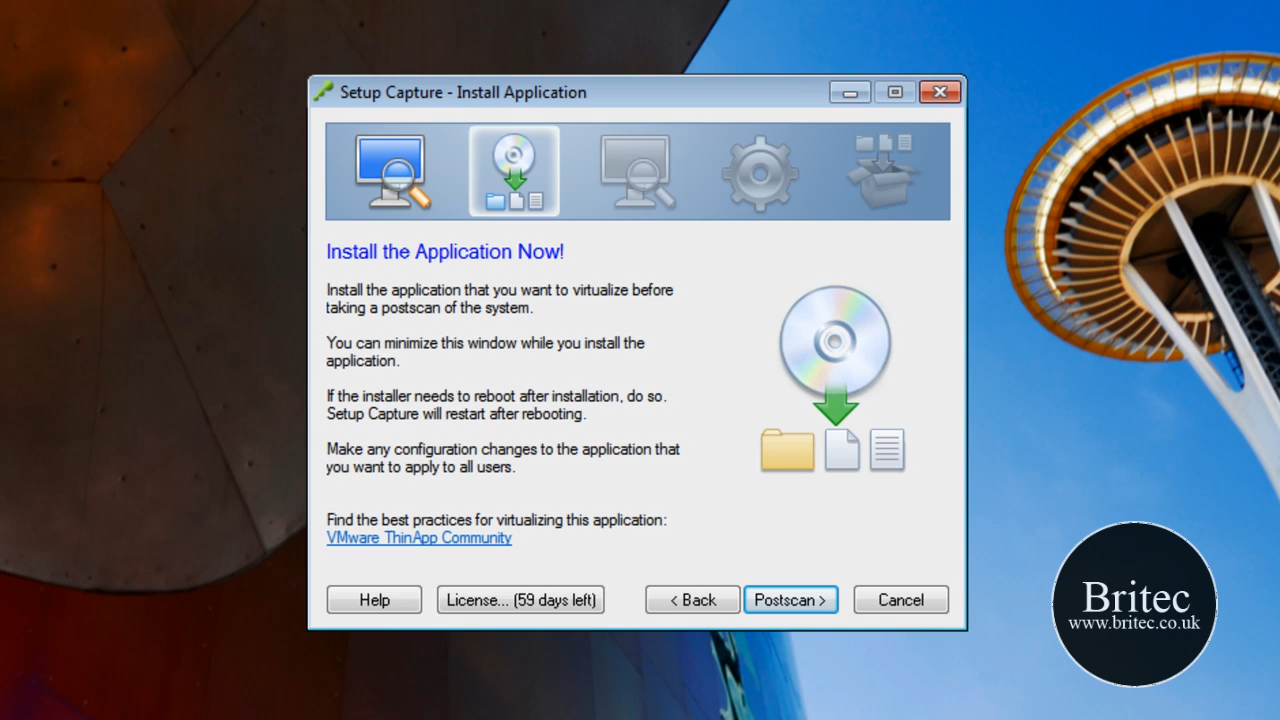 Setup Capture - Install Application
Install the Application Now!
Install the application that you want to virtualize before
taking a postscan of the system.
You can minimize this window while you install the
application.
If the installer needs to reboot after installation, do so.
Setup Capture will restart after rebooting.
Make any configuration changes to the application that
you want to apply to all users.
Find the best practices for virtualizing this application:
VMware ThinApp Community
Help
License... (59 days left)
< Back
Postscan >
Cancel
Britec
www.britec.co.uk